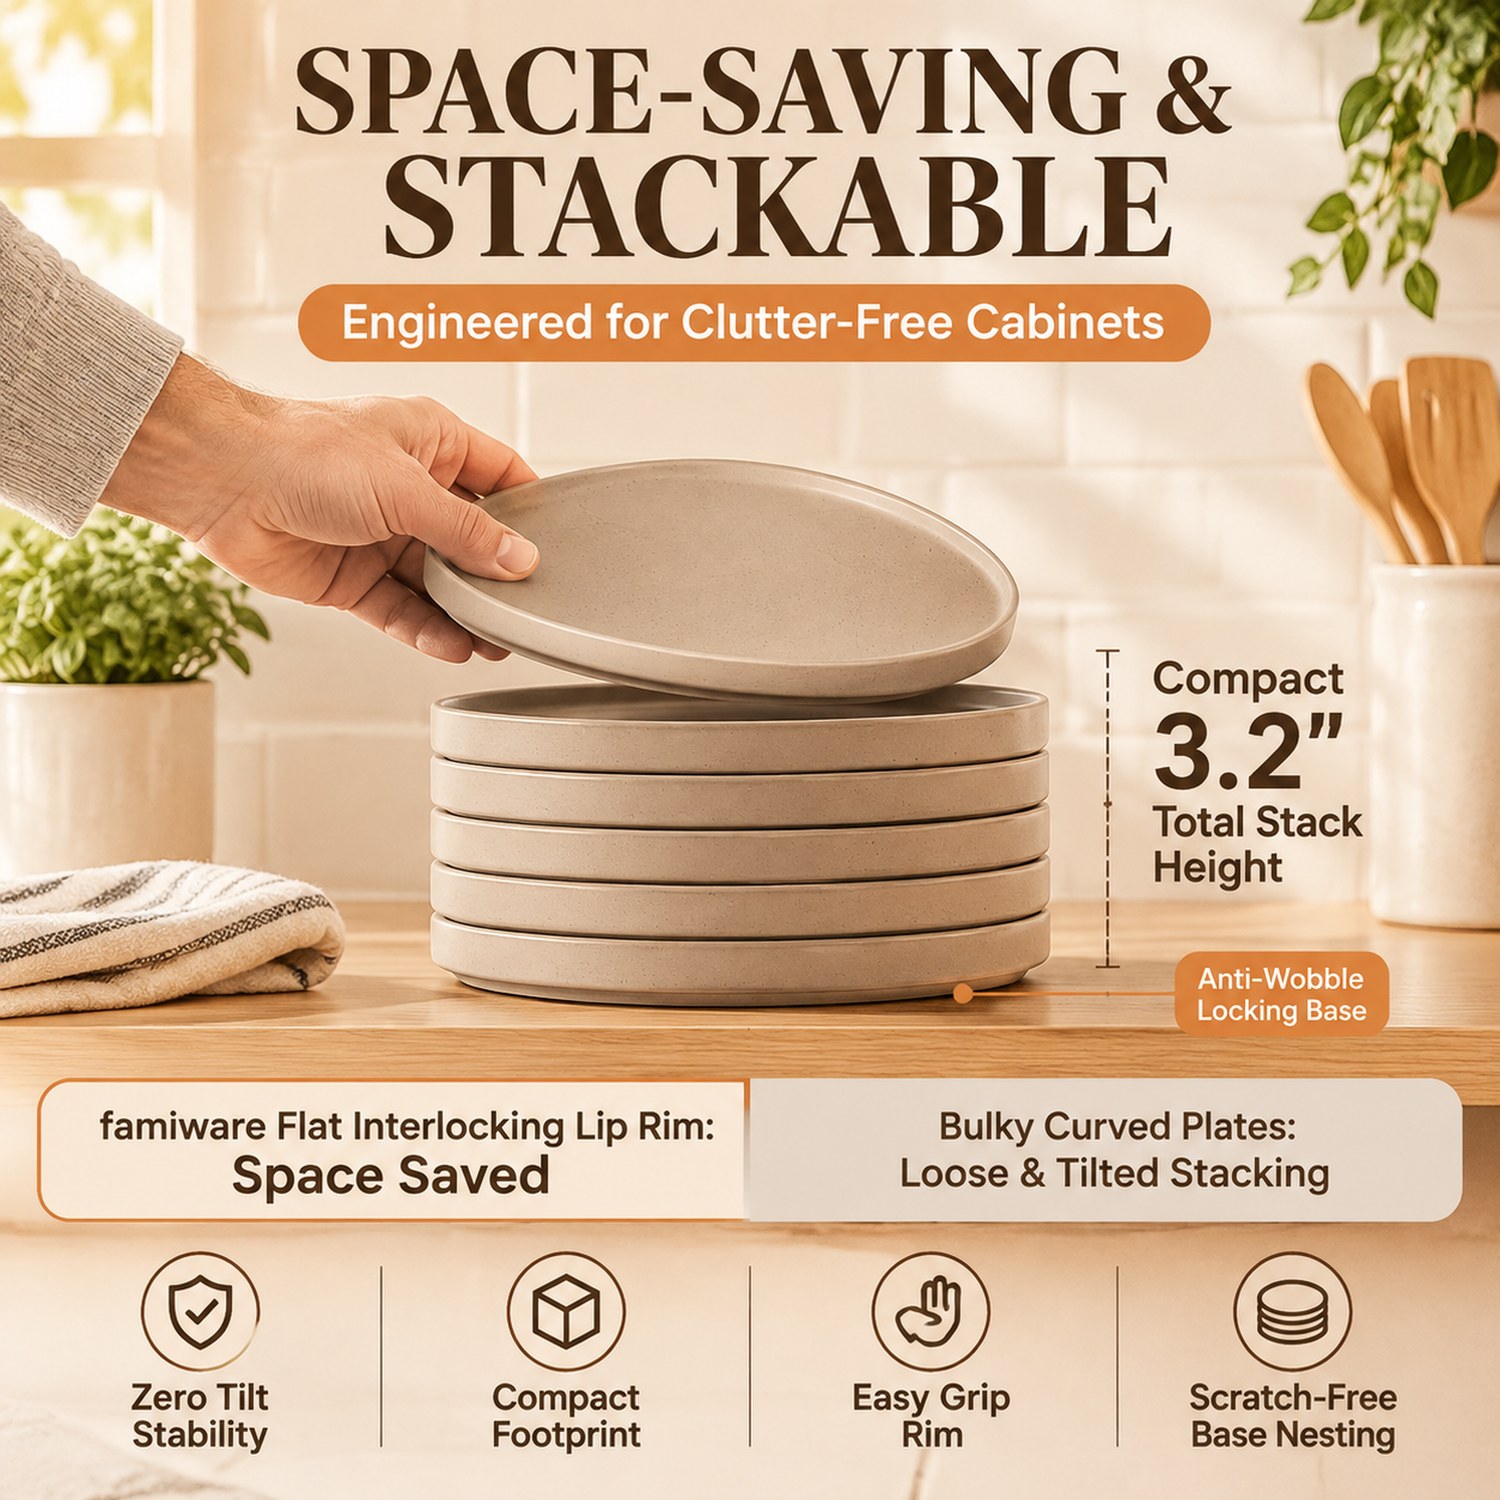 SPACE-SAVING &
STACKABLE
Engineered for Clutter-Free Cabinets
Compact
3.2”
Total Stack
Height
Anti-Wobble
Locking Base
famiware Flat Interlocking Lip Rim:
Space Saved
Bulky Curved Plates:
Loose & Tilted Stacking
Zero Tilt
Stability
Compact
Footprint
Easy Grip
Rim
Scratch-Free
Base Nesting